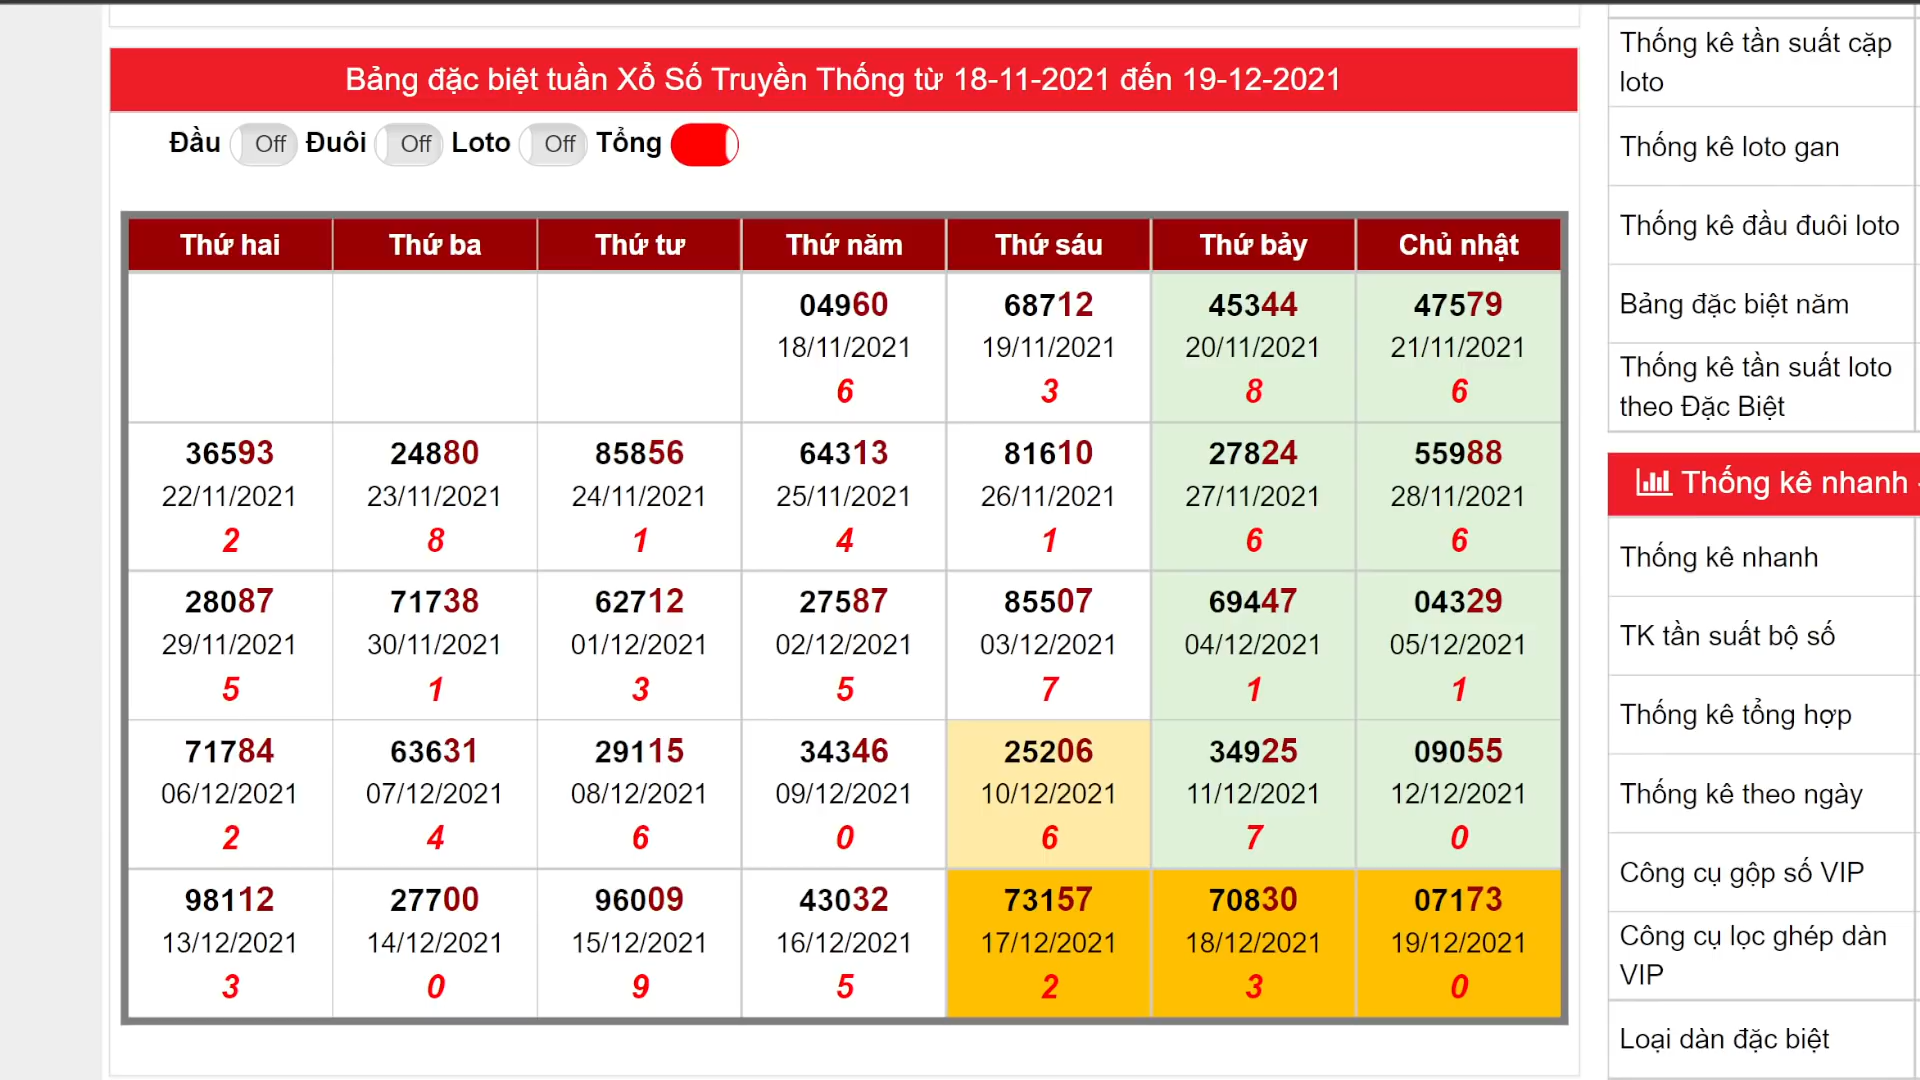 Bảng đặc biệt tuần Xổ Số Truyền Thống từ 18-11-2021 đến 19-12-2021
Đầu Off Đuôi Off Loto Off Tổng
Thứ hai Thứ ba Thứ tư Thứ năm Thứ sáu Thứ bảy Chủ nhật
04960 68712 45344 47579
18/11/2021 19/11/2021 20/11/2021 21/11/2021
6 3 8 6
36593 24880 85856 64313 81610 27824 55988
22/11/2021 23/11/2021 24/11/2021 25/11/2021 26/11/2021 27/11/2021 28/11/2021
2 8 1 4 1 6 6
28087 71738 62712 27587 85507 69447 04329
29/11/2021 30/11/2021 01/12/2021 02/12/2021 03/12/2021 04/12/2021 05/12/2021
5 1 3 5 7 1 1
71784 63631 29115 34346 25206 34925 09055
06/12/2021 07/12/2021 08/12/2021 09/12/2021 10/12/2021 11/12/2021 12/12/2021
2 4 6 0 6 7 0
98112 27700 96009 43032 73157 70830 07173
13/12/2021 14/12/2021 15/12/2021 16/12/2021 17/12/2021 18/12/2021 19/12/2021
3 0 9 5 2 3 0
Thống kê tần suất cặp
loto
Thống kê loto gan
Thống kê đầu đuôi loto
Bảng đặc biệt năm
Thống kê tần suất loto
theo Đặc Biệt
Thống kê nhanh -
Thống kê nhanh
TK tần suất bộ số
Thống kê tổng hợp
Thống kê theo ngày
Công cụ gộp số VIP
Công cụ lọc ghép dàn
VIP
Loại dàn đặc biệt